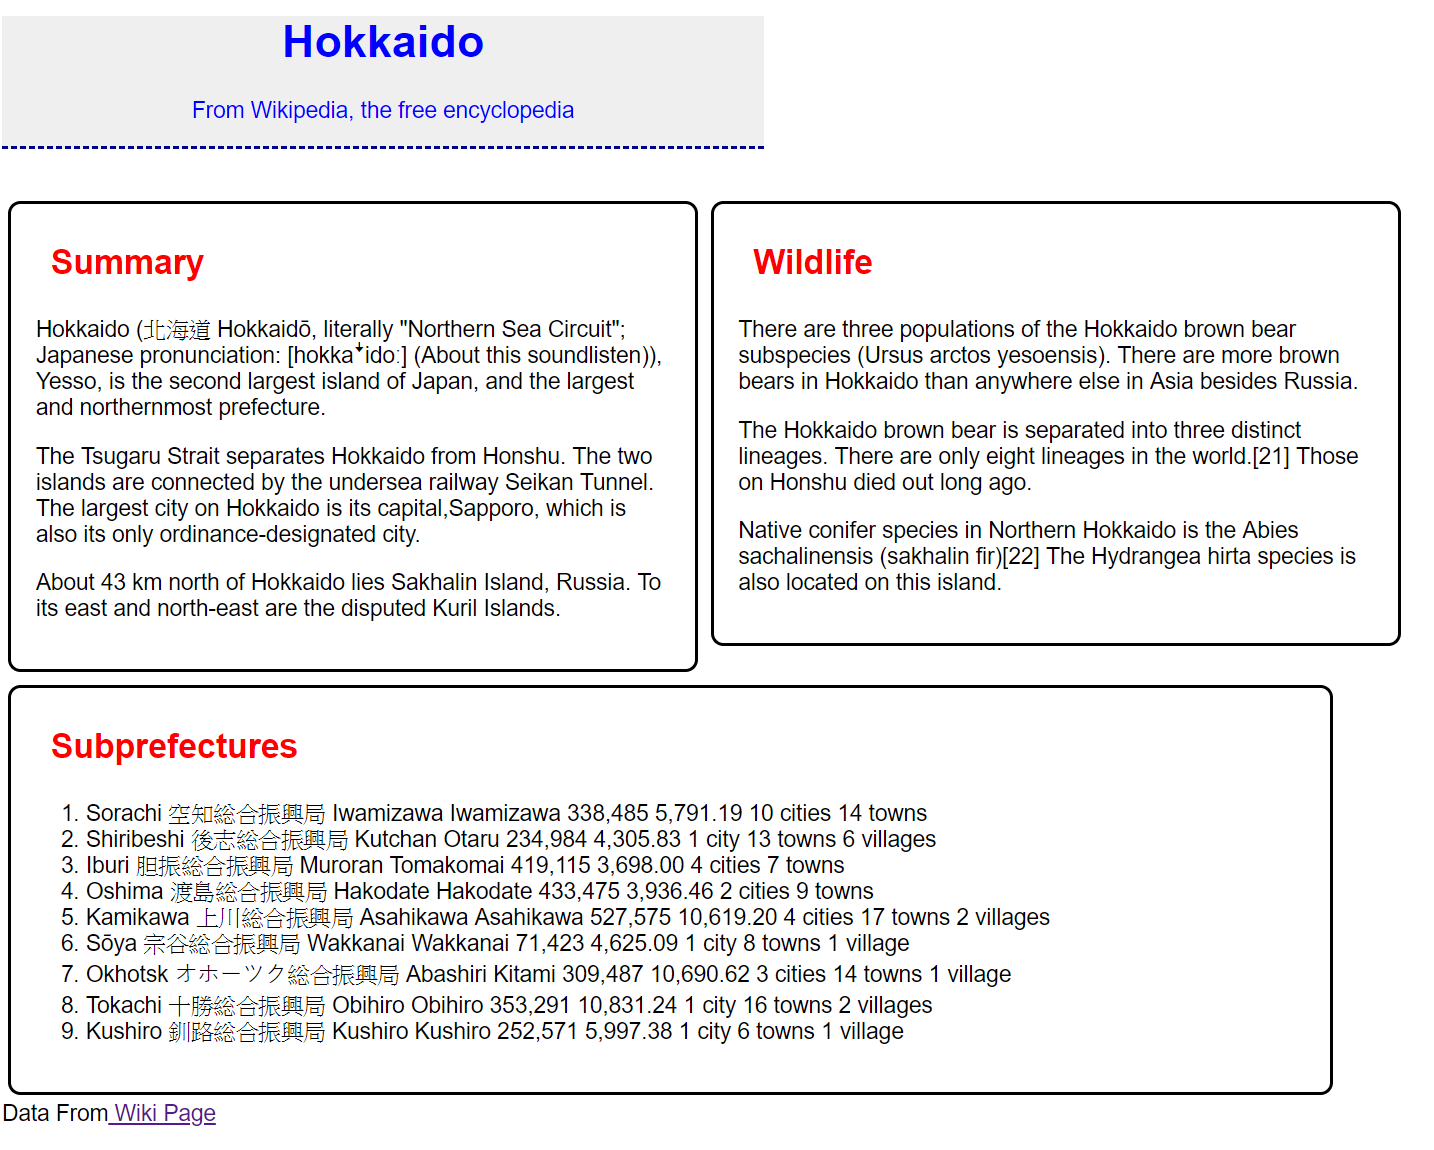 Hokkaido
From Wikipedia, the free encyclopedia
Summary
Hokkaido (北海道 Hokkaidō, literally "Northern Sea Circuit";
Japanese pronunciation: [hokkaꜜidoː] (About this soundlisten)),
Yesso, is the second largest island of Japan, and the largest
and northernmost prefecture.
The Tsugaru Strait separates Hokkaido from Honshu. The two
islands are connected by the undersea railway Seikan Tunnel.
The largest city on Hokkaido is its capital,Sapporo, which is
also its only ordinance-designated city.
About 43 km north of Hokkaido lies Sakhalin Island, Russia. To
its east and north-east are the disputed Kuril Islands.
Wildlife
There are three populations of the Hokkaido brown bear
subspecies (Ursus arctos yesoensis). There are more brown
bears in Hokkaido than anywhere else in Asia besides Russia.
The Hokkaido brown bear is separated into three distinct
lineages. There are only eight lineages in the world.[21] Those
on Honshu died out long ago.
Native conifer species in Northern Hokkaido is the Abies
sachalinensis (sakhalin fir)[22] The Hydrangea hirta species is
also located on this island.
Subprefectures
1. Sorachi 空知総合振興局 Iwamizawa Iwamizawa 338,485 5,791.19 10 cities 14 towns
2. Shiribeshi 後志総合振興局 Kutchan Otaru 234,984 4,305.83 1 city 13 towns 6 villages
3. Iburi 胆振総合振興局 Muroran Tomakomai 419,115 3,698.00 4 cities 7 towns
4. Oshima 渡島総合振興局 Hakodate Hakodate 433,475 3,936.46 2 cities 9 towns
5. Kamikawa 上川総合振興局 Asahikawa Asahikawa 527,575 10,619.20 4 cities 17 towns 2 villages
6. Sōya 宗谷総合振興局 Wakkanai Wakkanai 71,423 4,625.09 1 city 8 towns 1 village
7. Okhotsk オホーツク総合振興局 Abashiri Kitami 309,487 10,690.62 3 cities 14 towns 1 village
8. Tokachi 十勝総合振興局 Obihiro Obihiro 353,291 10,831.24 1 city 16 towns 2 villages
9. Kushiro 釧路総合振興局 Kushiro Kushiro 252,571 5,997.38 1 city 6 towns 1 village
Data From Wiki Page